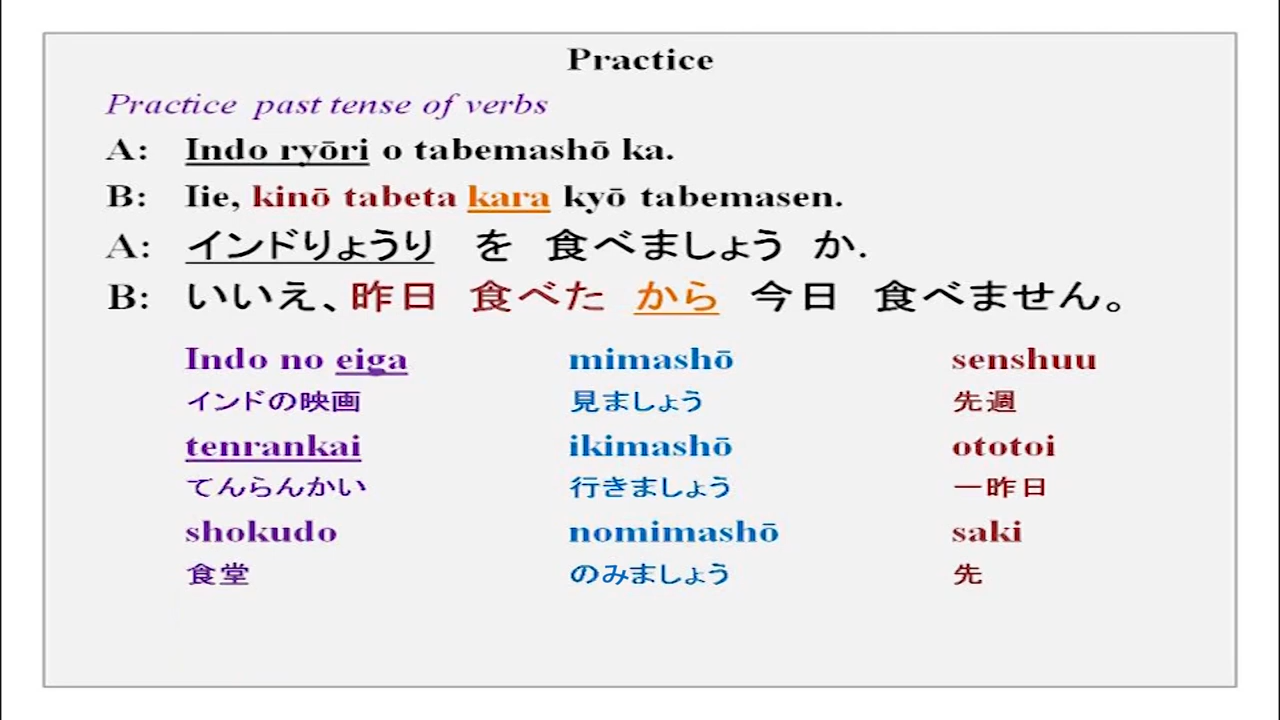 Practice
Practice past tense of verbs
A: Indo ryōri o tabemashō ka.
B: Iie, kinō tabeta kara kyō tabemasen.
A: インドりょうり を 食べましょう か.
B: いいえ、昨日 食べた から 今日 食べません。
Indo no eiga mimashō senshuu
インドの映画 見ましょう 先週
tenrankai ikimashō ototoi
てんらんかい 行きましょう 一昨日
shokudo nomimashō saki
食堂 のみましょう 先